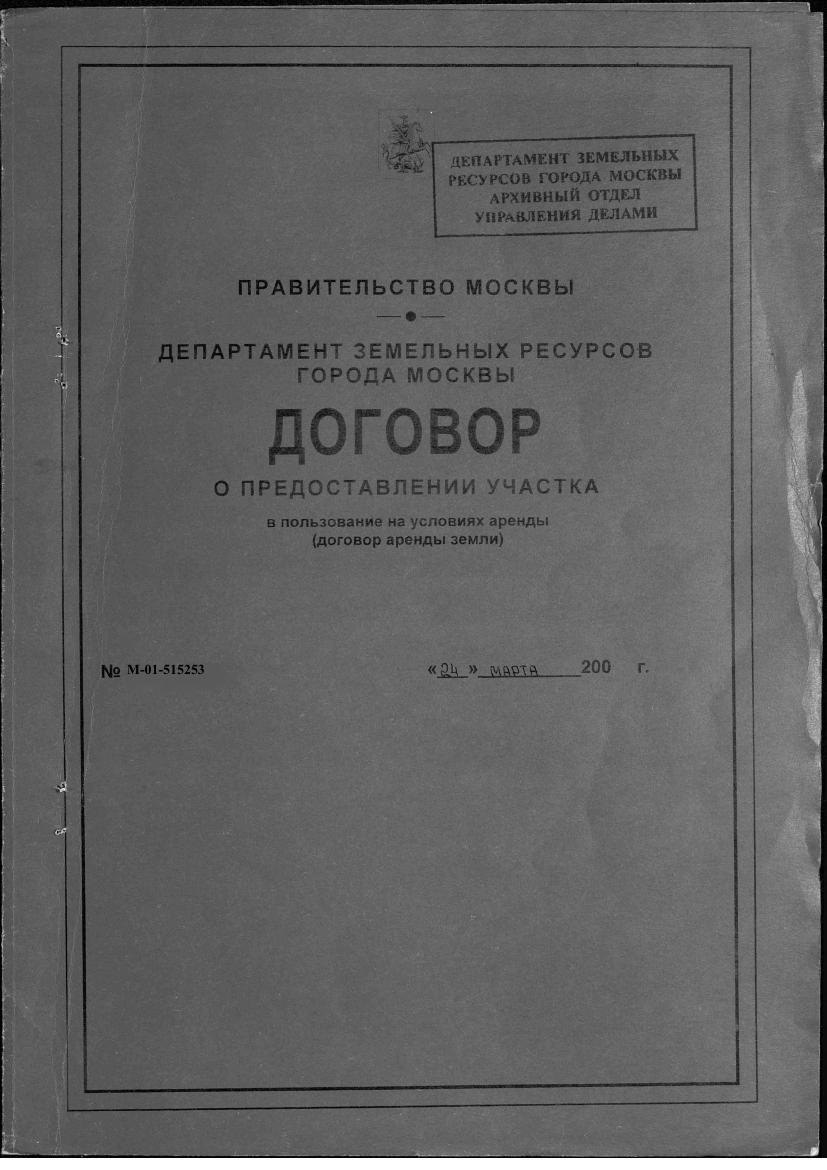 ДЕПАРТАМЕНТ ЗЕМЕЛЬНЫХ
РЕСУРСОВ ГОРОДА МОСКВЫ
АРХИВНЫЙ ОТДЕЛ
УПРАВЛЕНИЯ ДЕЛАМИ
ПРАВИТЕЛЬСТВО МОСКВЫ
ДЕПАРТАМЕНТ ЗЕМЕЛЬНЫХ РЕСУРСОВ
ГОРОДА МОСКВЫ
ДОГОВОР
О ПРЕДОСТАВЛЕНИИ УЧАСТКА
в пользование на условиях аренды
(договор аренды земли)
№ М-01-515253 «24» МАРТА 200 г.